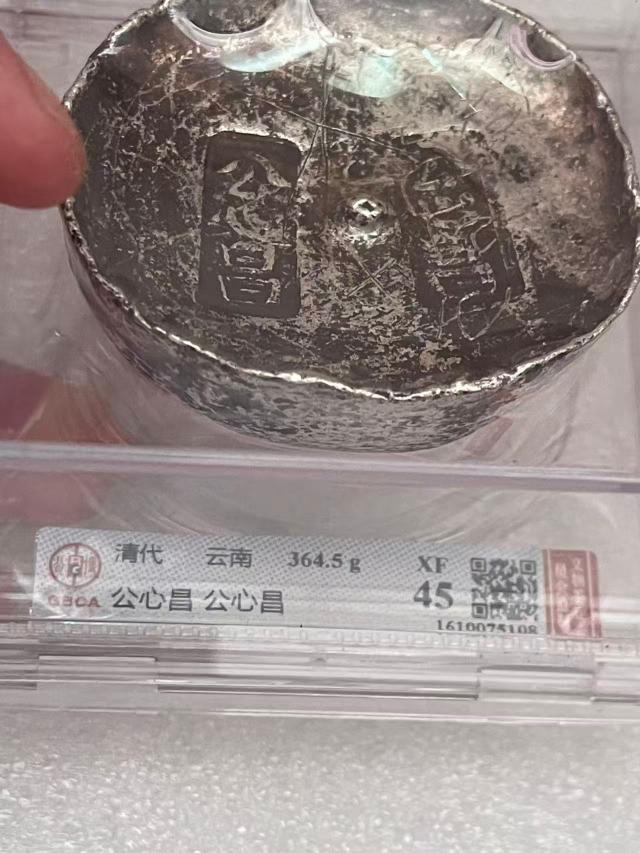 公心昌 公心昌
清代 云南 364.5 g XF
GBCA 公心昌 公心昌 45
1610075108